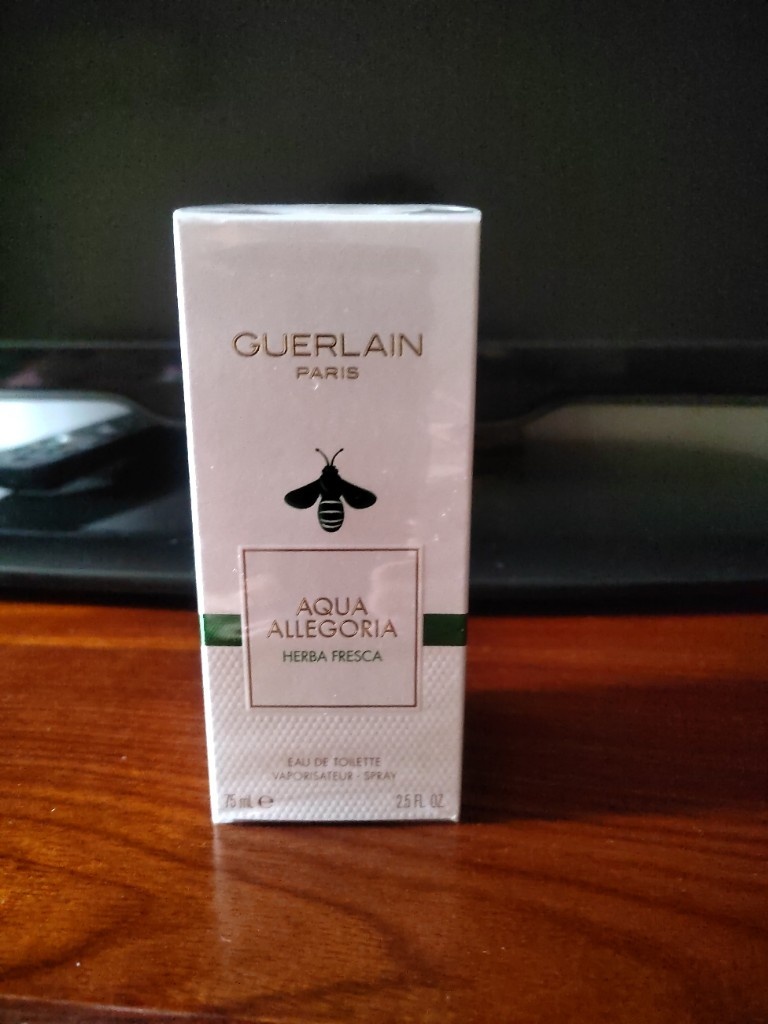 GUERLAIN
PARIS
AQUA
ALLEGORIA
HERBA FRESCA
EAU DE TOILETTE
VAPORISATEUR · SPRAY
75 mL ℮ 2.5 FL. OZ.